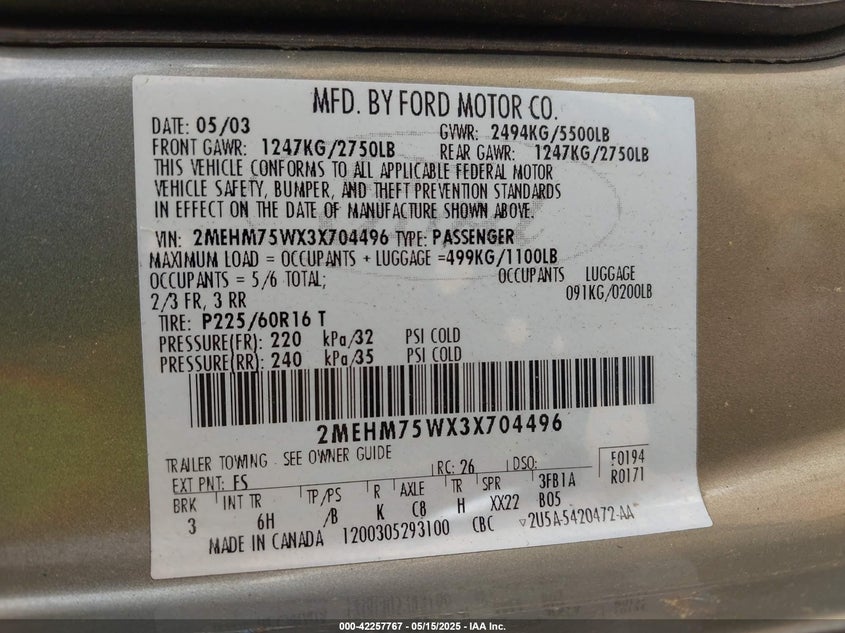 MFD. BY FORD MOTOR CO.
DATE: 05/03 GVWR: 2494KG/5500LB
FRONT GAWR: 1247KG/2750LB REAR GAWR: 1247KG/2750LB
THIS VEHICLE CONFORMS TO ALL APPLICABLE FEDERAL MOTOR
VEHICLE SAFETY, BUMPER, AND THEFT PREVENTION STANDARDS
IN EFFECT ON THE DATE OF MANUFACTURE SHOWN ABOVE.
VIN: 2MEHM75WX3X704496 TYPE: PASSENGER
MAXIMUM LOAD = OCCUPANTS + LUGGAGE =499KG/1100LB
OCCUPANTS = 5/6 TOTAL; OCCUPANTS LUGGAGE
2/3 FR, 3 RR 091KG/0200LB
TIRE: P225/60R16 T
PRESSURE(FR): 220 kPa/32 PSI COLD
PRESSURE(RR): 240 kPa/35 PSI COLD
2MEHM75WX3X704496
TRAILER TOWING - SEE OWNER GUIDE
EXT PNT: FS RC: 26 DSO: F0194
R0171
BRK INT TR TP/PS R AXLE TR SPR 3FB1A
3 6H /B K C8 H XX22 B05
MADE IN CANADA 1200305293100 CBC ▽2U5A-5420472-AA
000-42257767 - 05/15/2025 - IAA Inc.